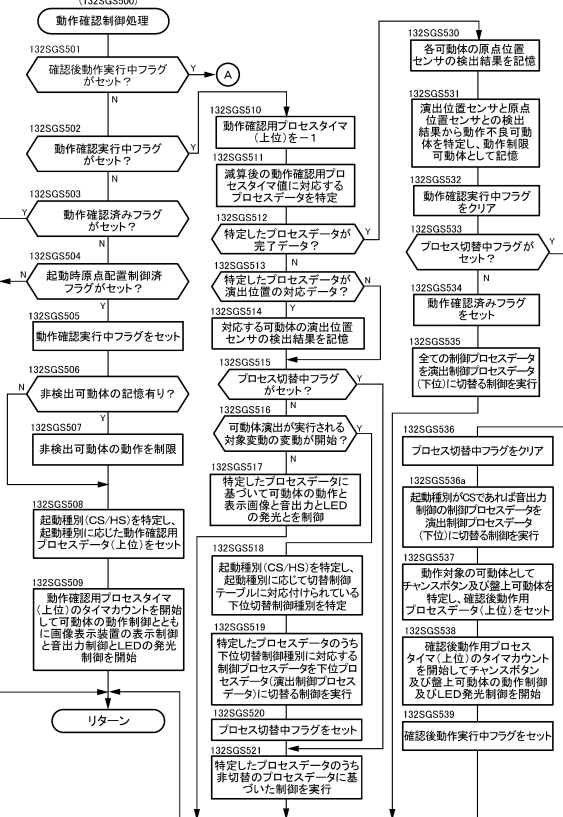 (132SGS500)
動作確認制御処理
132SGS501
確認後動作実行中フラグ
がセット？
Y
A
N
132SGS502
動作確認実行中フラグ
がセット？
Y
N
132SGS503
Y
動作確認済みフラグ
がセット？
N
132SGS504
N
起動時原点配置制御済
フラグがセット？
Y
132SGS505
動作確認実行中フラグをセット
132SGS506
N
非検出可動体の記憶有り？
Y
132SGS507
非検出可動体の動作を制限
132SGS508
起動種別(CS/HS)を特定し、
起動種別に応じた動作確認用
プロセスデータ(上位)をセット
132SGS509
動作確認用プロセスタイマ
(上位)のタイマカウントを開始
して可動体の動作制御ととも
に画像表示装置の表示制御
と音出力制御とLEDの発光
制御を開始
リターン
132SGS510
動作確認用プロセスタイマ
(上位)を－1
132SGS511
減算後の動作確認用プロ
セスタイマ値に対応する
プロセスデータを特定
132SGS512
特定したプロセスデータが
完了データ？
Y
N
132SGS513
特定したプロセスデータが
演出位置の対応データ？
N
Y
132SGS514
対応する可動体の演出位置
センサの検出結果を記憶
132SGS515
プロセス切替中フラグ
がセット？
Y
N
132SGS516
可動体演出が実行される
対象変動の変動が開始？
Y
N
132SGS517
特定したプロセスデータに
基づいて可動体の動作と
表示画像と音出力とLED
の発光とを制御
132SGS518
起動種別(CS/HS)を特定し、
起動種別に応じて切替制御
テーブルに対応付けられている
下位切替制御種別を特定
132SGS519
特定したプロセスデータのうち
下位切替制御種別に対応する
制御プロセスデータを下位プロ
セスデータ(演出制御プロセス
データ)に切替る制御を実行
132SGS520
プロセス切替中フラグをセット
132SGS521
特定したプロセスデータのうち
非切替のプロセスデータに基
づいた制御を実行
132SGS530
各可動体の原点位置
センサの検出結果を記憶
132SGS531
演出位置センサと原点
位置センサとの検出
結果から動作不良可動
体を特定し、動作制限
可動体として記憶
132SGS532
動作確認実行中フラグ
をクリア
132SGS533
プロセス切替中フラグが
セット？
Y
N
132SGS534
動作確認済みフラグ
をセット
132SGS535
全ての制御プロセスデータ
を演出制御プロセスデータ
(下位)に切替る制御を実行
132SGS536
プロセス切替中フラグをクリア
132SGS536a
起動種別がCSであれば音出力
制御の制御プロセスデータを
演出制御プロセスデータ
(下位)に切替る制御を実行
132SGS537
動作対象の可動体として
チャンスボタン及び盤上可動体を
特定し、確認後動作用
プロセスデータ(上位)をセット
132SGS538
確認後動作用プロセス
タイマ(上位)のタイマカウント
を開始してチャンスボタン
及び盤上可動体の動作制御
及びLED発光制御を開始
132SGS539
確認後動作実行中フラグをセット